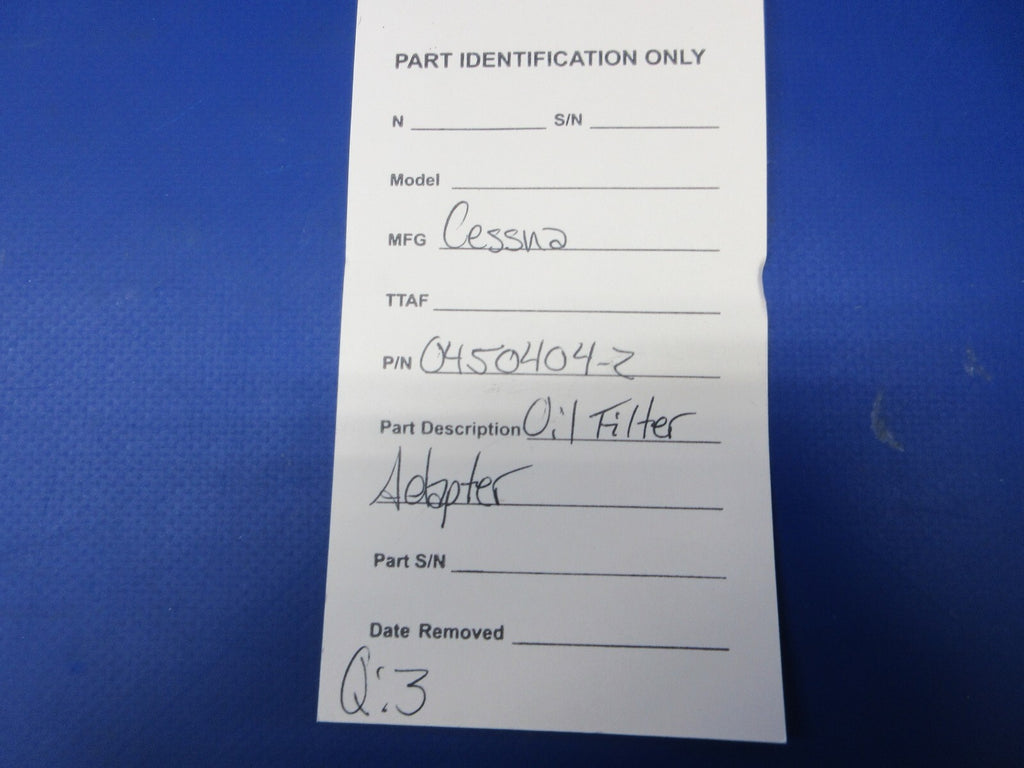 PART IDENTIFICATION ONLY
N S/N
Model
MFG Cessna
TTAF
P/N 0450404-2
Part Description Oil Filter
Adapter
Part S/N
Date Removed
Q:3